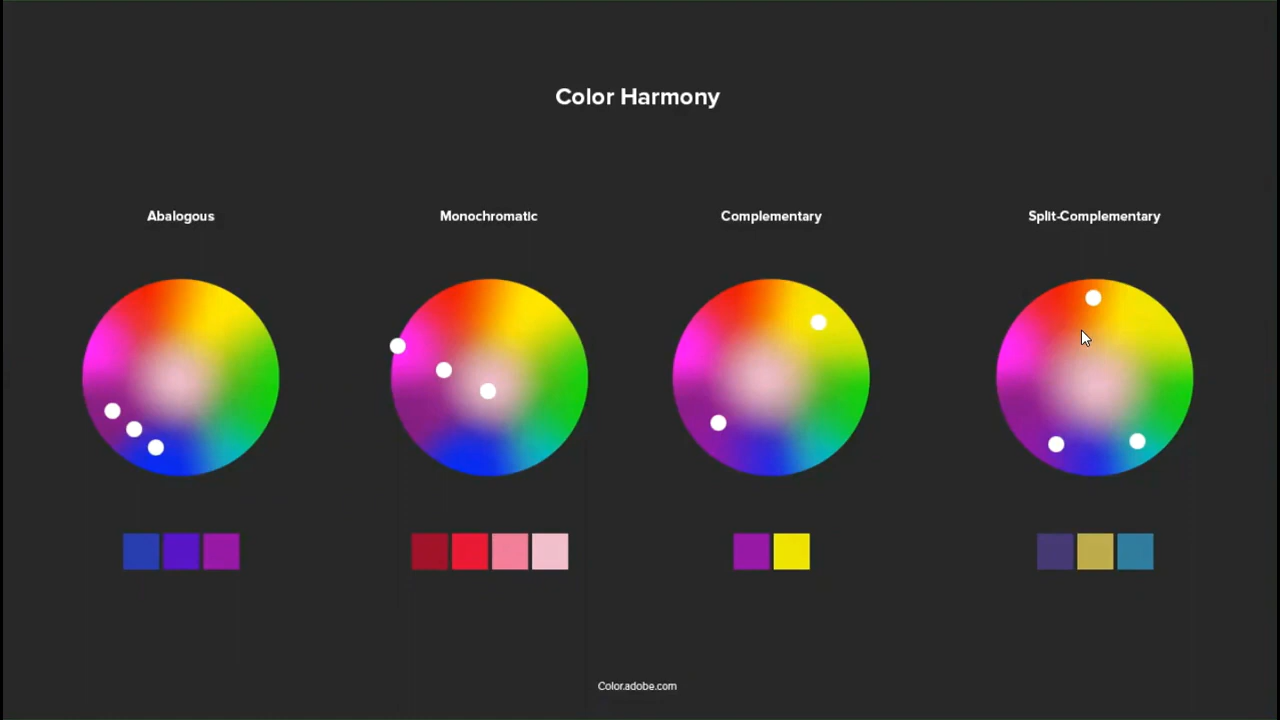 Color Harmony
Abalogous
Monochromatic
Complementary
Split-Complementary
Color.adobe.com